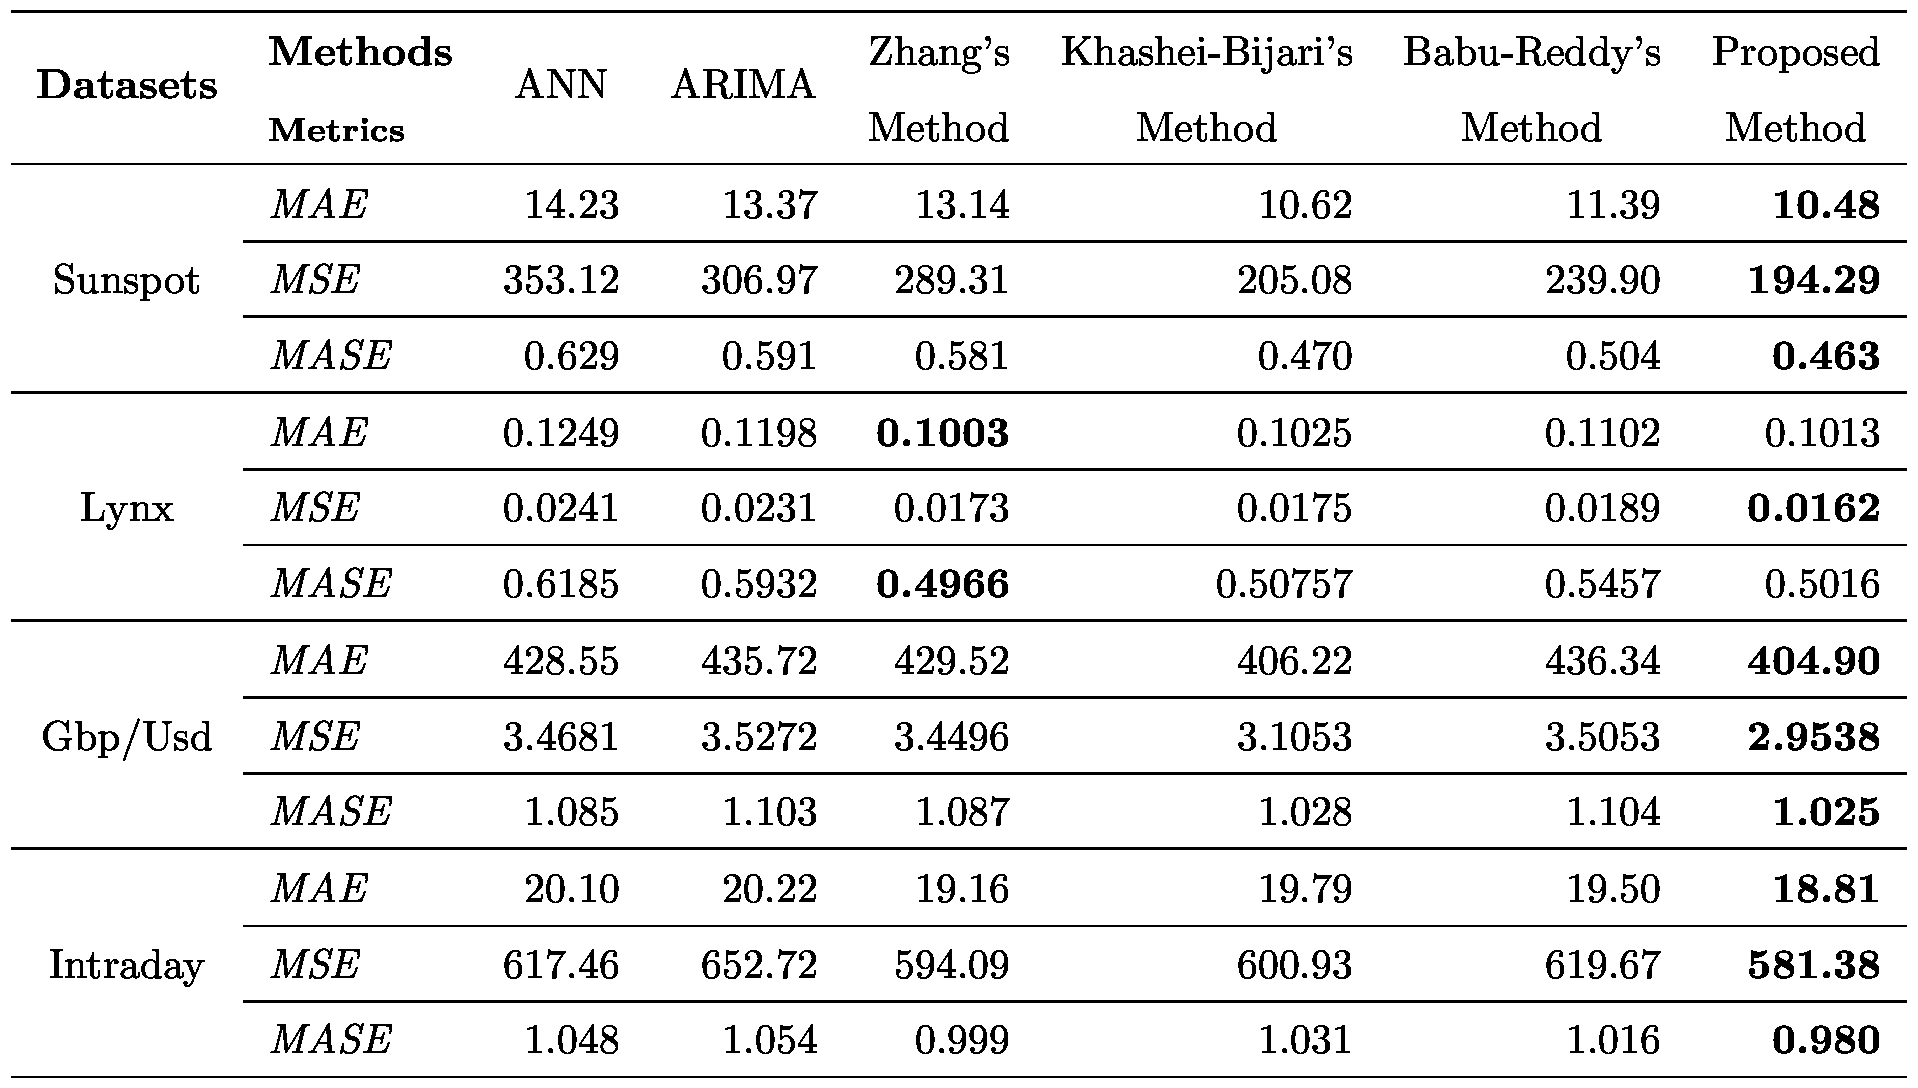 Datasets Methods Metrics ANN ARIMA Zhang's Method Khashei-Bijari's Method Babu-Reddy's Method Proposed Method
Sunspot MAE 14.23 13.37 13.14 10.62 11.39 10.48
MSE 353.12 306.97 289.31 205.08 239.90 194.29
MASE 0.629 0.591 0.581 0.470 0.504 0.463
Lynx MAE 0.1249 0.1198 0.1003 0.1025 0.1102 0.1013
MSE 0.0241 0.0231 0.0173 0.0175 0.0189 0.0162
MASE 0.6185 0.5932 0.4966 0.50757 0.5457 0.5016
Gbp/Usd MAE 428.55 435.72 429.52 406.22 436.34 404.90
MSE 3.4681 3.5272 3.4496 3.1053 3.5053 2.9538
MASE 1.085 1.103 1.087 1.028 1.104 1.025
Intraday MAE 20.10 20.22 19.16 19.79 19.50 18.81
MSE 617.46 652.72 594.09 600.93 619.67 581.38
MASE 1.048 1.054 0.999 1.031 1.016 0.980